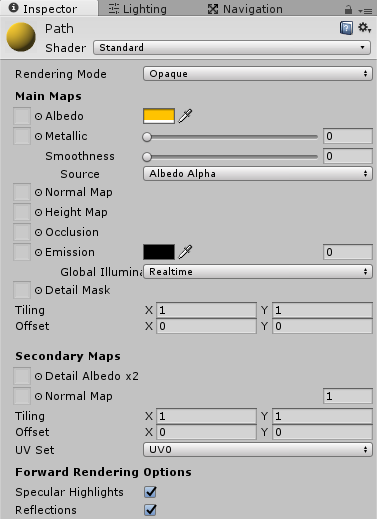 Inspector Lighting Navigation
Path
Shader Standard
Rendering Mode Opaque
Main Maps
Albedo
Metallic 0
Smoothness 0
Source Albedo Alpha
Normal Map
Height Map
Occlusion
Emission 0
Global Illumina Realtime
Detail Mask
Tiling X 1 Y 1
Offset X 0 Y 0
Secondary Maps
Detail Albedo x2
Normal Map 1
Tiling X 1 Y 1
Offset X 0 Y 0
UV Set UV0
Forward Rendering Options
Specular Highlights
Reflections